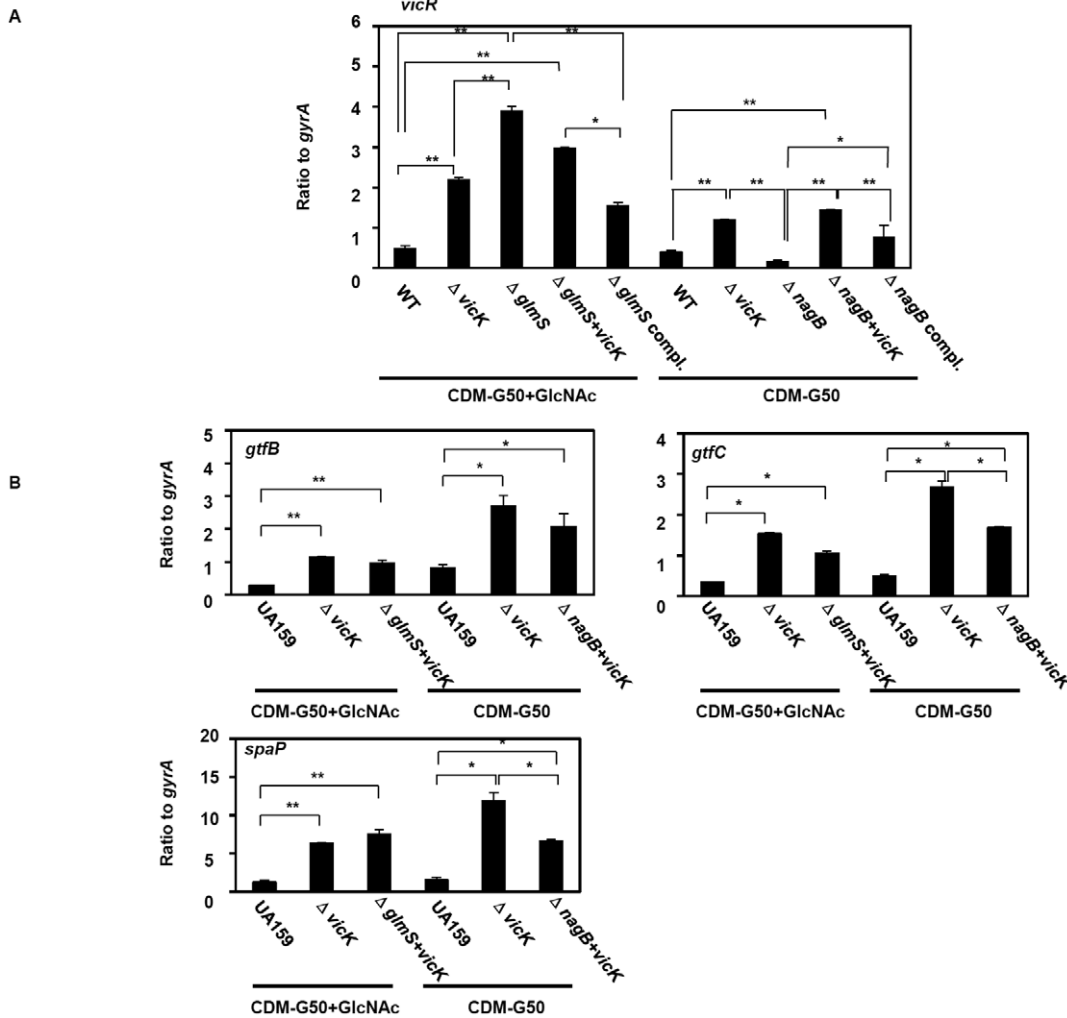 A
vicR
Ratio to gyrA
6
5
4
3
2
1
0
**
**
**
**
**
*
**
*
**
**
**
**
WT
Δ vicK
Δ glmS
Δ glmS+vicK
Δ glmS compl.
WT
Δ vicK
Δ nagB
Δ nagB+vicK
Δ nagB compl.
CDM-G50+GlcNAc
CDM-G50
B
gtfB
Ratio to gyrA
5
4
3
2
1
0
**
**
*
*
UA159
Δ vicK
Δ glmS+vicK
UA159
Δ vicK
Δ nagB+vicK
CDM-G50+GlcNAc
CDM-G50
gtfC
4
3
2
1
0
*
*
*
*
*
UA159
Δ vicK
Δ glmS+vicK
UA159
Δ vicK
Δ nagB+vicK
CDM-G50+GlcNAc
CDM-G50
spaP
Ratio to gyrA
20
15
10
5
0
**
**
*
*
*
UA159
Δ vicK
Δ glmS+vicK
UA159
Δ vicK
Δ nagB+vicK
CDM-G50+GlcNAc
CDM-G50